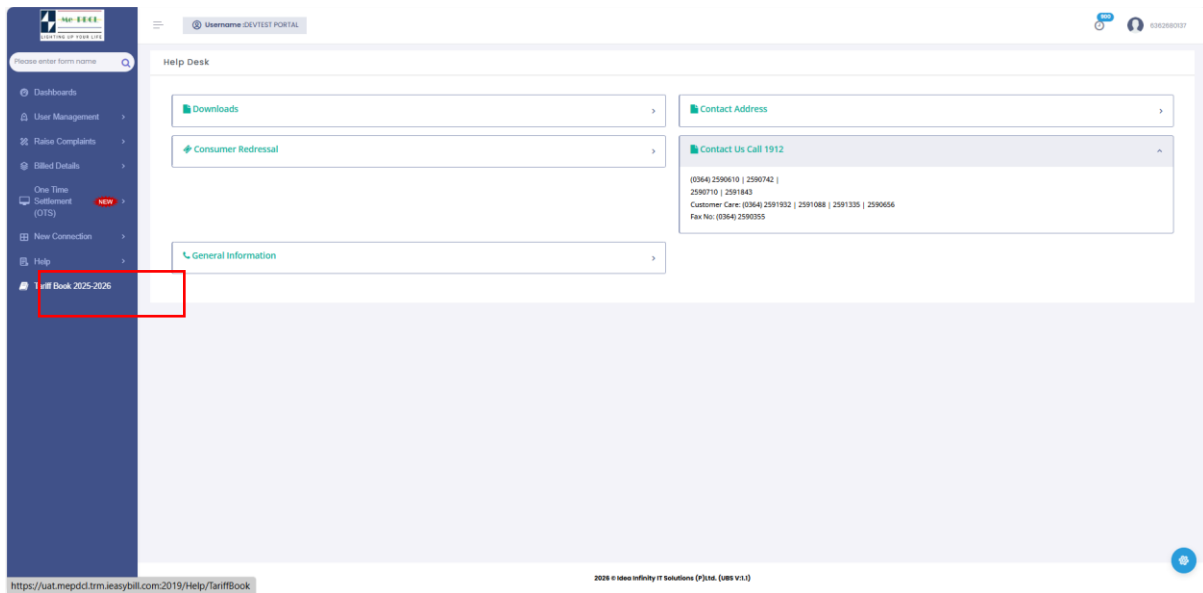 Me-PDCL
LIGHTING UP YOUR LIFE
Username :DEVTEST PORTAL
Please enter form name
Help Desk
Dashboards
User Management
Raise Complaints
Billed Details
One Time
Settlement
(OTS)
NEW
New Connection
Help
Tariff Book 2025-2026
Downloads
Contact Address
Consumer Redressal
Contact Us Call 1912
(0364) 2590610 | 2590742 |
2590710 | 2591843
Customer Care: (0364) 2591932 | 2591088 | 2591335 | 2590656
Fax No: (0364) 2590355
General Information
2026 © Idea Infinity IT Solutions (P)Ltd. (UBS V:1.1)
https://uat.mepdcl.trm.ieasybill.com:2019/Help/TariffBook